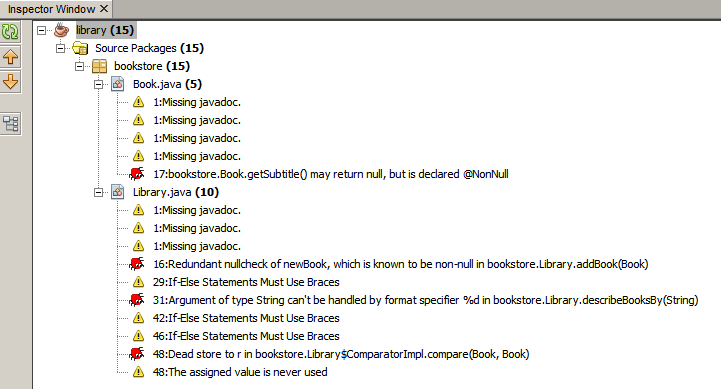 Inspector Window
library (15)
Source Packages (15)
bookstore (15)
Book.java (5)
1:Missing javadoc.
1:Missing javadoc.
1:Missing javadoc.
1:Missing javadoc.
17:bookstore.Book.getSubtitle() may return null, but is declared @NonNull
Library.java (10)
1:Missing javadoc.
1:Missing javadoc.
1:Missing javadoc.
16:Redundant nullcheck of newBook, which is known to be non-null in bookstore.Library.addBook(Book)
29:If-Else Statements Must Use Braces
31:Argument of type String can't be handled by format specifier %d in bookstore.Library.describeBooksBy(String)
42:If-Else Statements Must Use Braces
46:If-Else Statements Must Use Braces
48:Dead store to r in bookstore.Library$ComparatorImpl.compare(Book, Book)
48:The assigned value is never used